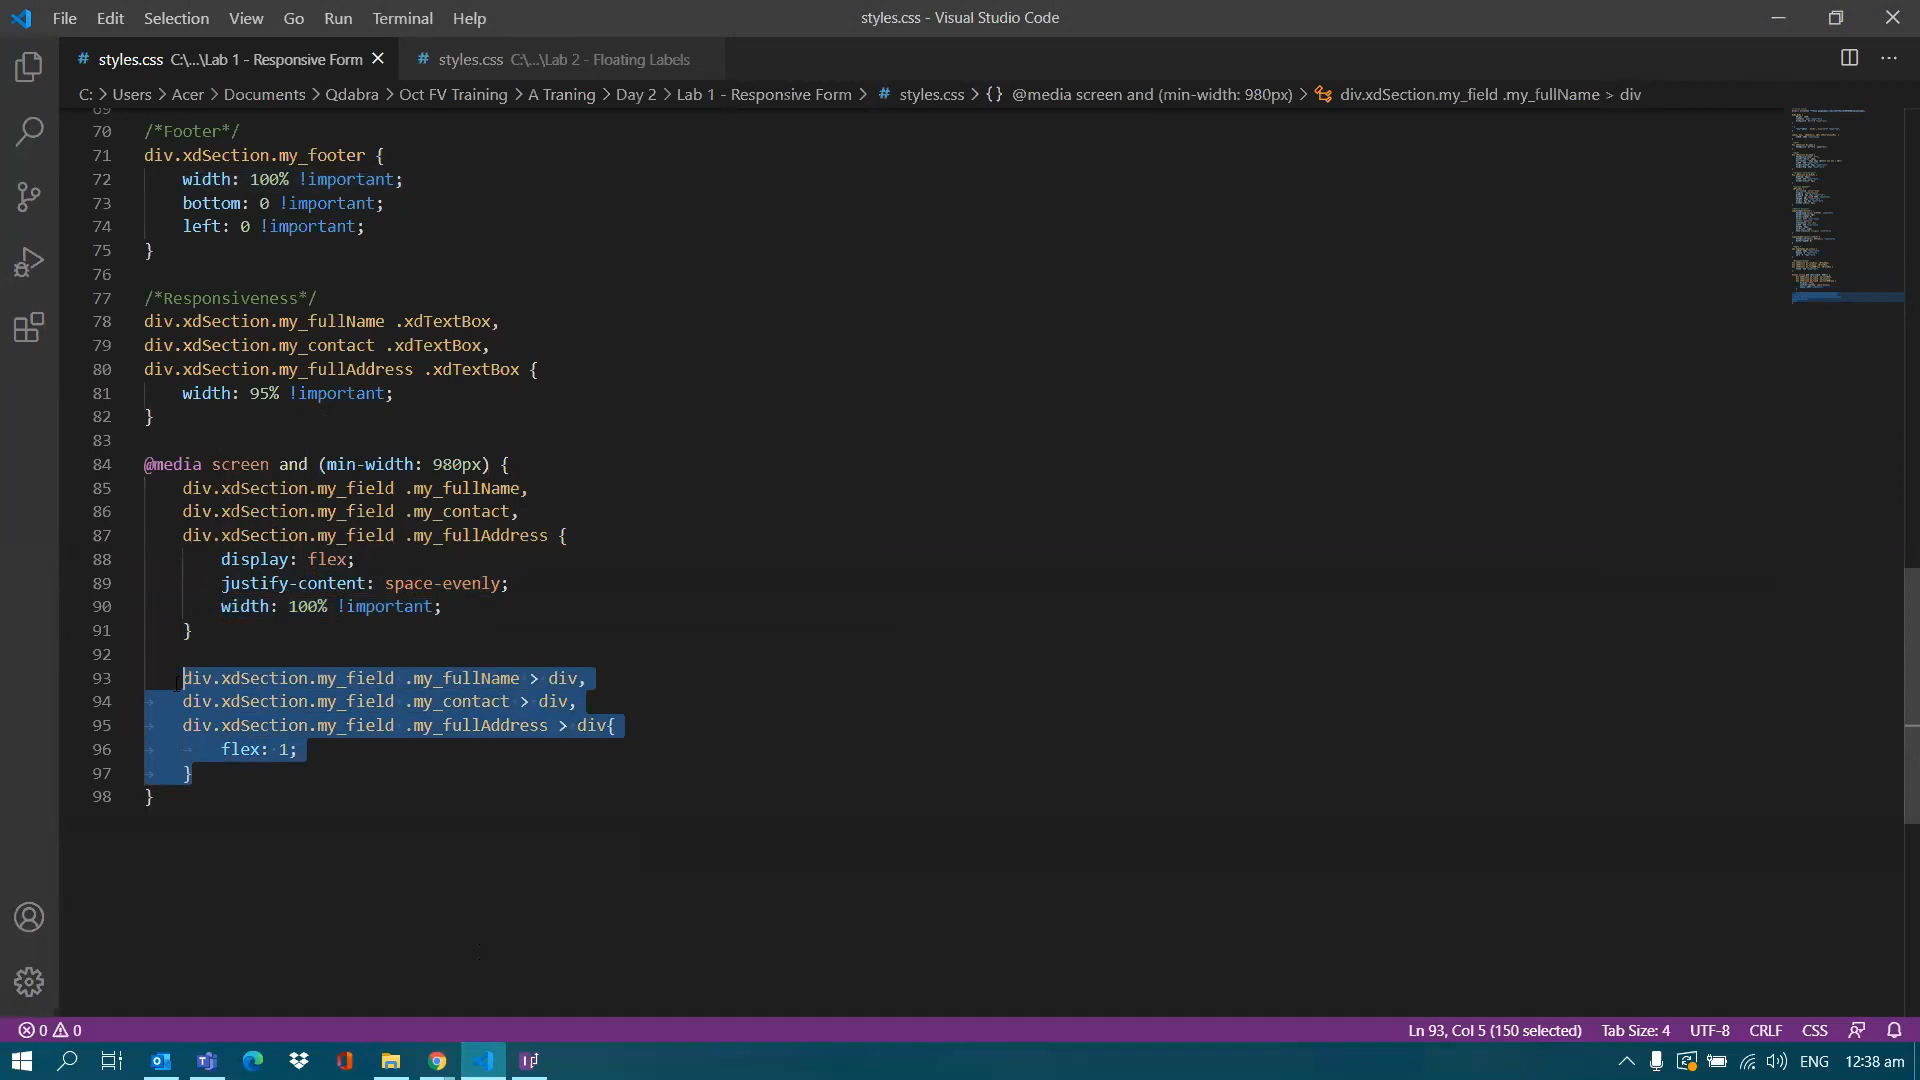 File Edit Selection View Go Run Terminal Help
styles.css - Visual Studio Code
# styles.css C:\...\Lab 1 - Responsive Form
# styles.css C:\...\Lab 2 - Floating Labels
C: > Users > Acer > Documents > Qdabra > Oct FV Training > A Traning > Day 2 > Lab 1 - Responsive Form > # styles.css > {} @media screen and (min-width: 980px) > div.xdSection.my_field .my_fullName > div
69
70 /*Footer*/
71 div.xdSection.my_footer {
72 width: 100% !important;
73 bottom: 0 !important;
74 left: 0 !important;
75 }
76
77 /*Responsiveness*/
78 div.xdSection.my_fullName .xdTextBox,
79 div.xdSection.my_contact .xdTextBox,
80 div.xdSection.my_fullAddress .xdTextBox {
81 width: 95% !important;
82 }
83
84 @media screen and (min-width: 980px) {
85 div.xdSection.my_field .my_fullName,
86 div.xdSection.my_field .my_contact,
87 div.xdSection.my_field .my_fullAddress {
88 display: flex;
89 justify-content: space-evenly;
90 width: 100% !important;
91 }
92
93 div.xdSection.my_field .my_fullName > div,
94 div.xdSection.my_field .my_contact > div,
95 div.xdSection.my_field .my_fullAddress > div{
96 flex: 1;
97 }
98 }
0 0
Ln 93, Col 5 (150 selected) Tab Size: 4 UTF-8 CRLF CSS
ENG 12:38 am